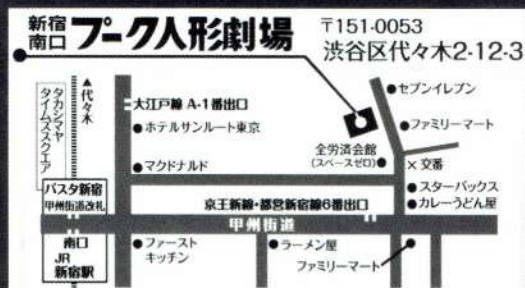 新宿
南口
プーク人形劇場
〒151-0053
渋谷区代々木2-12-3
▲代々木
タカシマヤ
タイムズスクエア
大江戸線 A-1番出口
●ホテルサンルート東京
●マクドナルド
●セブンイレブン
●ファミリーマート
全労済会館
(スペースゼロ)●
×交番
●スターバックス
●カレーうどん屋
バスタ新宿
甲州街道改札
京王新線・都営新宿線6番出口
甲州街道
南口
JR
新宿駅
●ファースト
キッチン
●ラーメン屋
ファミリーマート●